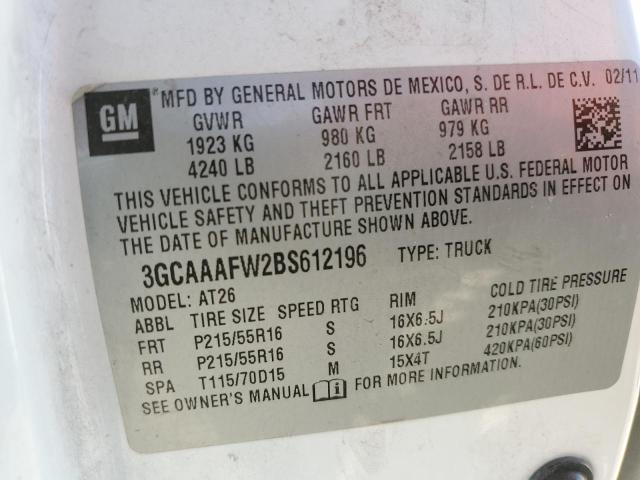 GM
MFD BY GENERAL MOTORS DE MEXICO, S. DE R.L. DE C.V. 02/11
GVWR GAWR FRT GAWR RR
1923 KG 980 KG 979 KG
4240 LB 2160 LB 2158 LB
THIS VEHICLE CONFORMS TO ALL APPLICABLE U.S. FEDERAL MOTOR
VEHICLE SAFETY AND THEFT PREVENTION STANDARDS IN EFFECT ON
THE DATE OF MANUFACTURE SHOWN ABOVE.
3GCAAAFW2BS612196 TYPE: TRUCK
MODEL: AT26
ABBL TIRE SIZE SPEED RTG RIM COLD TIRE PRESSURE
FRT P215/55R16 S 16X6.5J 210KPA(30PSI)
RR P215/55R16 S 16X6.5J 210KPA(30PSI)
SPA T115/70D15 M 15X4T 420KPA(60PSI)
SEE OWNER'S MANUAL FOR MORE INFORMATION.